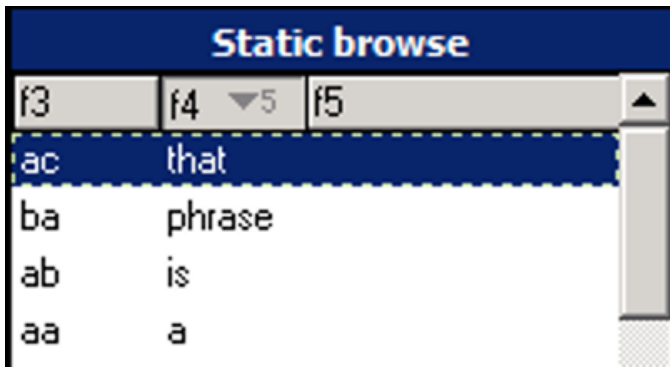 Static browse
f3 f4 5 f5
ac that
ba phrase
ab is
aa a